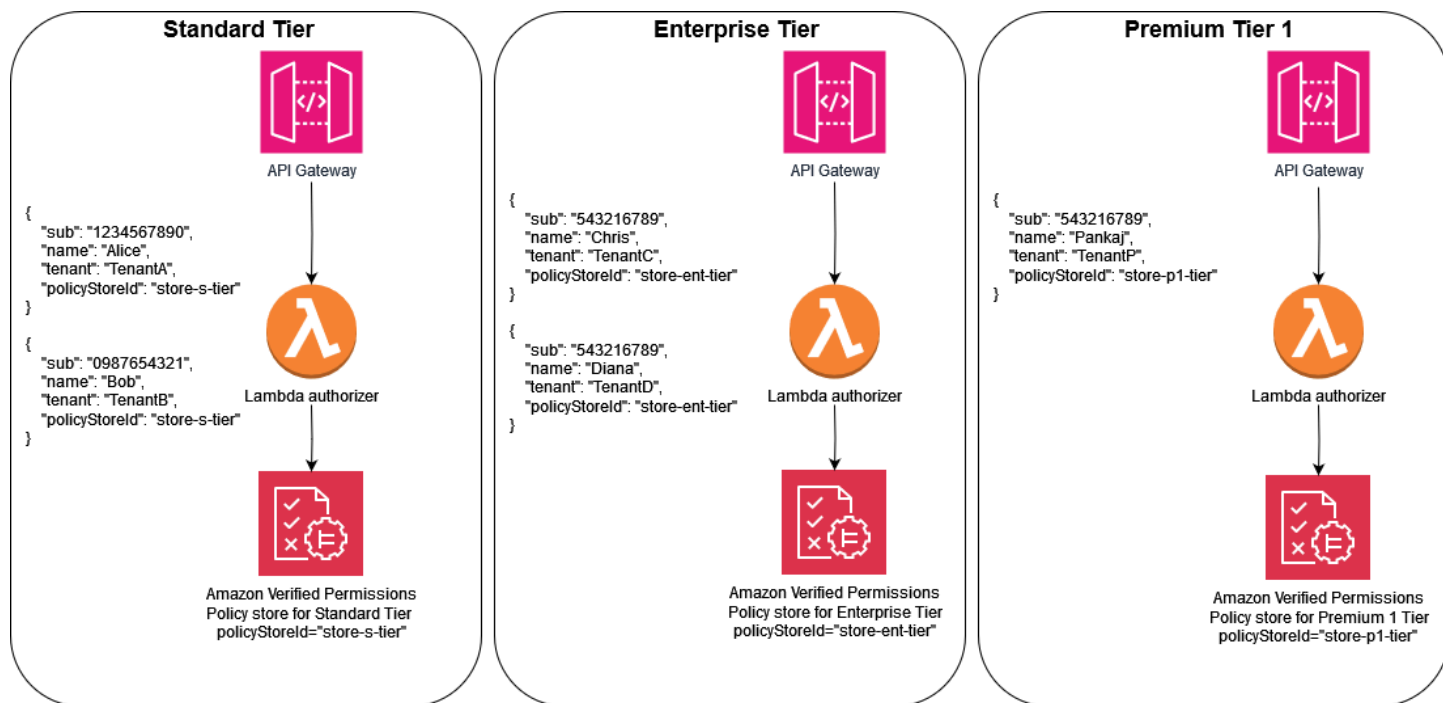 Standard Tier
</>
API Gateway
{
"sub": "1234567890",
"name": "Alice",
"tenant": "TenantA",
"policyStoreId": "store-s-tier"
}
{
"sub": "0987654321",
"name": "Bob",
"tenant": "TenantB",
"policyStoreId": "store-s-tier"
}
Lambda authorizer
Amazon Verified Permissions
Policy store for Standard Tier
policyStoreId="store-s-tier"
Enterprise Tier
</>
API Gateway
{
"sub": "543216789",
"name": "Chris",
"tenant": "TenantC",
"policyStoreId": "store-ent-tier"
}
{
"sub": "543216789",
"name": "Diana",
"tenant": "TenantD",
"policyStoreId": "store-ent-tier"
}
Lambda authorizer
Amazon Verified Permissions
Policy store for Enterprise Tier
policyStoreId="store-ent-tier"
Premium Tier 1
</>
API Gateway
{
"sub": "543216789",
"name": "Pankaj",
"tenant": "TenantP",
"policyStoreId": "store-p1-tier"
}
Lambda authorizer
Amazon Verified Permissions
Policy store for Premium 1 Tier
policyStoreId="store-p1-tier"